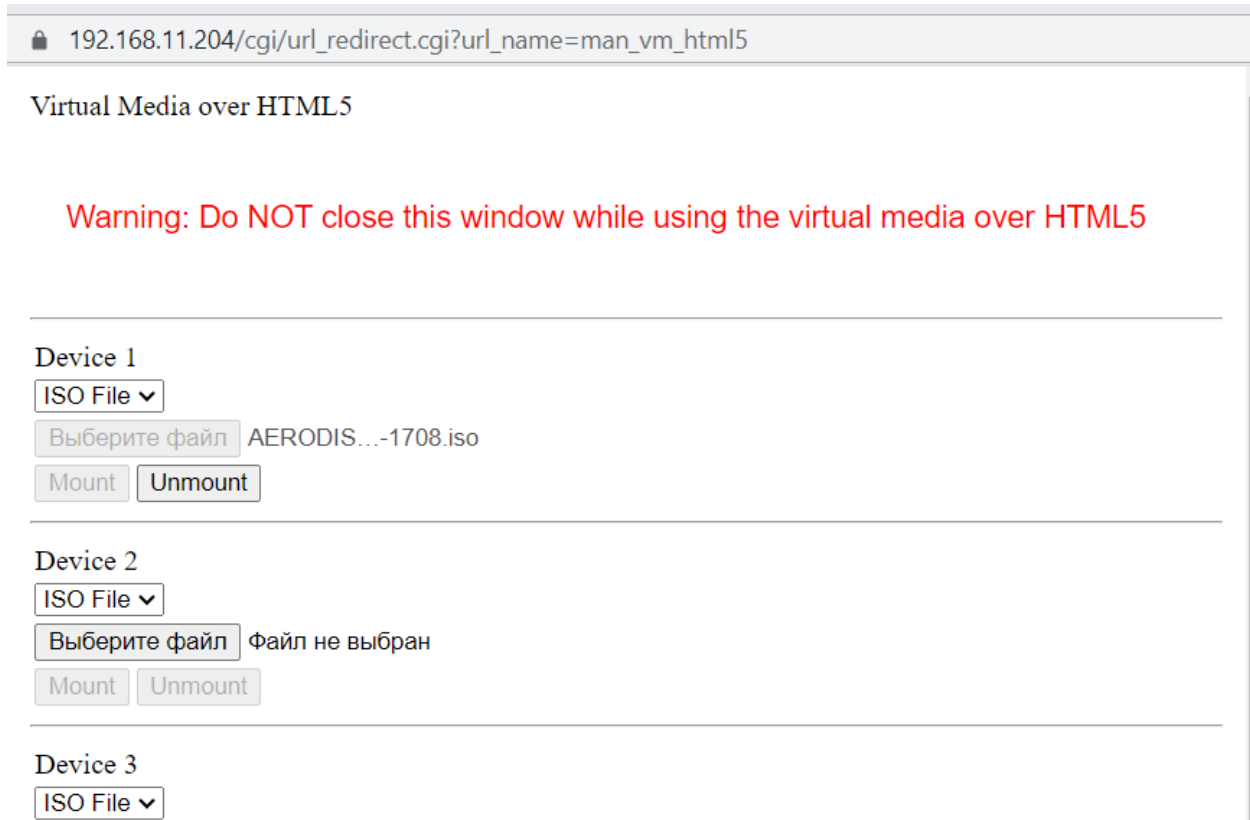 192.168.11.204/cgi/url_redirect.cgi?url_name=man_vm_html5
Virtual Media over HTML5
Warning: Do NOT close this window while using the virtual media over HTML5
Device 1
ISO File
Выберите файл AERODIS...-1708.iso
Mount Unmount
Device 2
ISO File
Выберите файл Файл не выбран
Mount Unmount
Device 3
ISO File